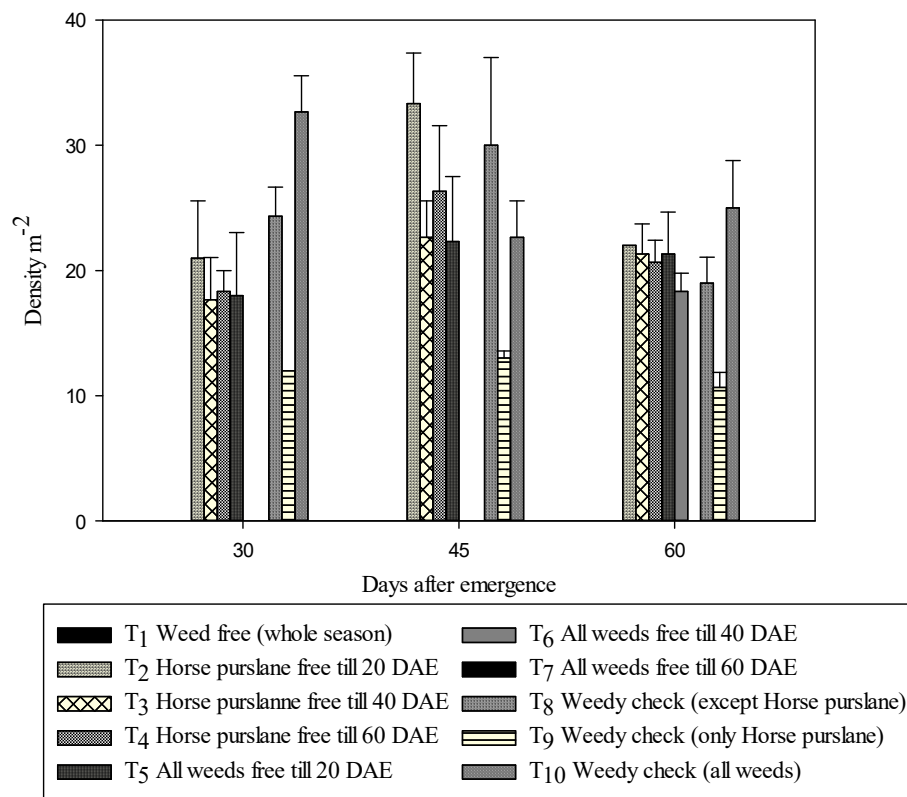 40
30
20
10
0
Density m-2
30 45 60
Days after emergence
T1 Weed free (whole season)
T2 Horse purslane free till 20 DAE
T3 Horse purslanne free till 40 DAE
T4 Horse purslane free till 60 DAE
T5 All weeds free till 20 DAE
T6 All weeds free till 40 DAE
T7 All weeds free till 60 DAE
T8 Weedy check (except Horse purslane)
T9 Weedy check (only Horse purslane)
T10 Weedy check (all weeds)